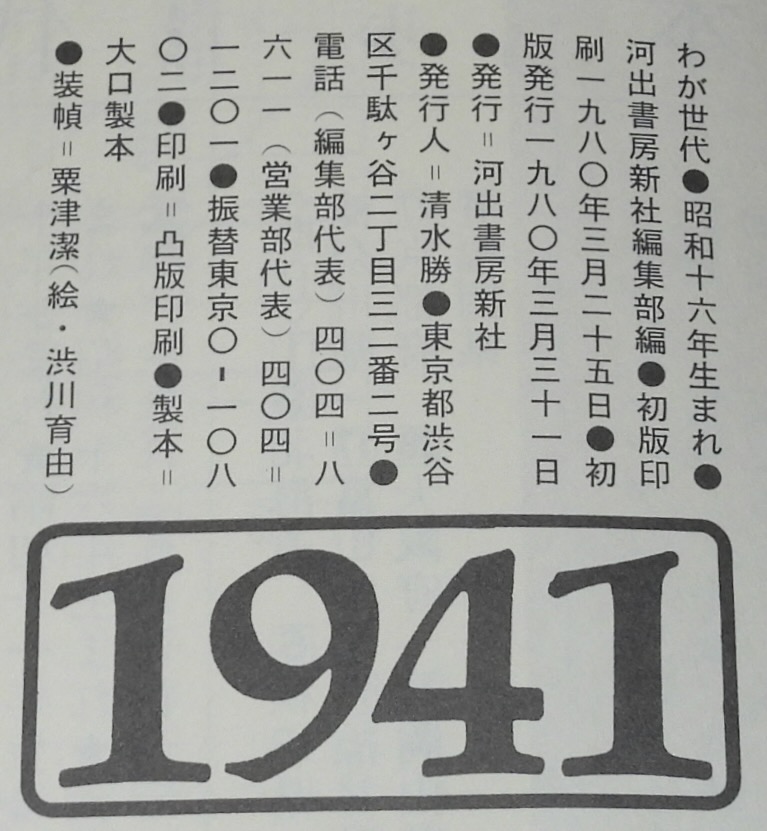 わが世代●昭和十六年生まれ●
河出書房新社編集部編●初版印
刷一九八〇年三月二十五日●初
版発行一九八〇年三月三十一日
●発行＝河出書房新社
●発行人＝清水勝●東京都渋谷
区千駄ヶ谷二丁目三二番二号●
電話（編集部代表）四〇四＝八
六一一（営業部代表）四〇四＝
一二〇一●振替東京〇-一〇八
〇二●印刷＝凸版印刷●製本＝
大口製本
●装幀＝粟津潔（絵・渋川育由）
1941